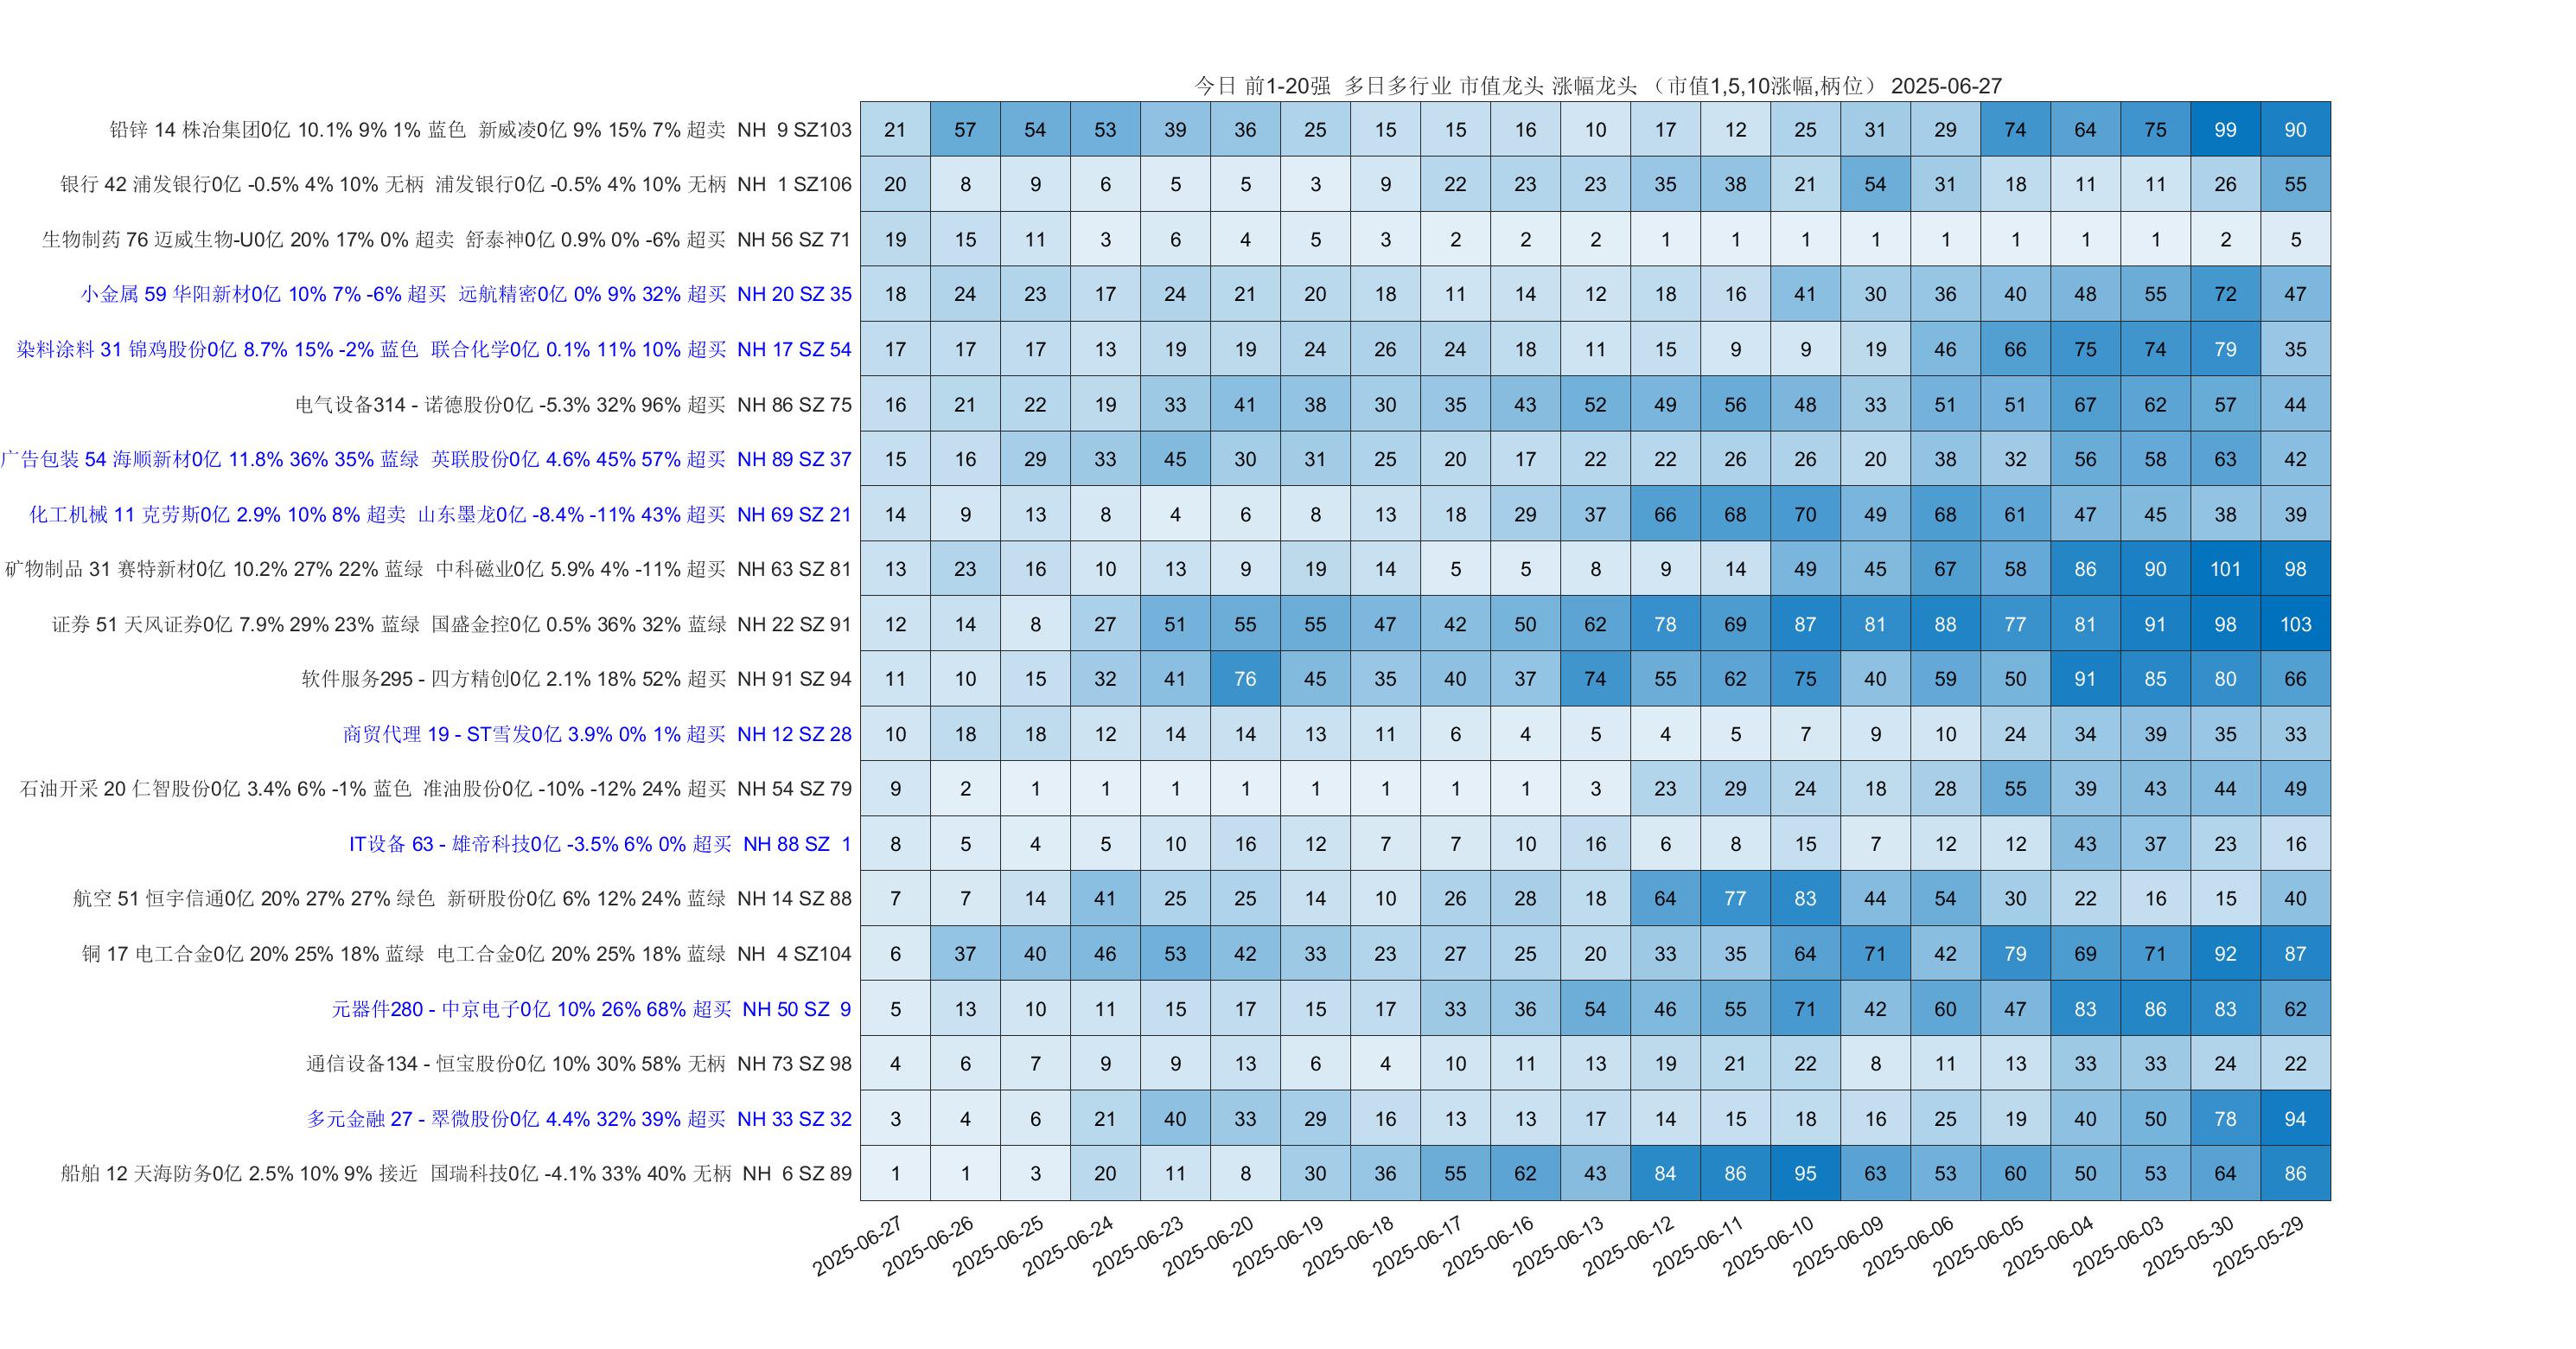 今日 前1-20强 多日多行业 市值龙头 涨幅龙头 （市值1,5,10涨幅,柄位） 2025-06-27
铅锌 14 株冶集团0亿 10.1% 9% 1% 蓝色 新威凌0亿 9% 15% 7% 超卖 NH 9 SZ103 21 57 54 53 39 36 25 15 15 16 10 17 12 25 31 29 74 64 75 99 90
银行 42 浦发银行0亿 -0.5% 4% 10% 无柄 浦发银行0亿 -0.5% 4% 10% 无柄 NH 1 SZ106 20 8 9 6 5 5 3 9 22 23 23 35 38 21 54 31 18 11 11 26 55
生物制药 76 迈威生物-U0亿 20% 17% 0% 超卖 舒泰神0亿 0.9% 0% -6% 超买 NH 56 SZ 71 19 15 11 3 6 4 5 3 2 2 2 1 1 1 1 1 1 1 1 2 5
小金属 59 华阳新材0亿 10% 7% -6% 超买 远航精密0亿 0% 9% 32% 超买 NH 20 SZ 35 18 24 23 17 24 21 20 18 11 14 12 18 16 41 30 36 40 48 55 72 47
染料涂料 31 锦鸡股份0亿 8.7% 15% -2% 蓝色 联合化学0亿 0.1% 11% 10% 超买 NH 17 SZ 54 17 17 17 13 19 19 24 26 24 18 11 15 9 9 19 46 66 75 74 79 35
电气设备314 - 诺德股份0亿 -5.3% 32% 96% 超买 NH 86 SZ 75 16 21 22 19 33 41 38 30 35 43 52 49 56 48 33 51 51 67 62 57 44
广告包装 54 海顺新材0亿 11.8% 36% 35% 蓝绿 英联股份0亿 4.6% 45% 57% 超买 NH 89 SZ 37 15 16 29 33 45 30 31 25 20 17 22 22 26 26 20 38 32 56 58 63 42
化工机械 11 克劳斯0亿 2.9% 10% 8% 超卖 山东墨龙0亿 -8.4% -11% 43% 超买 NH 69 SZ 21 14 9 13 8 4 6 8 13 18 29 37 66 68 70 49 68 61 47 45 38 39
矿物制品 31 赛特新材0亿 10.2% 27% 22% 蓝绿 中科磁业0亿 5.9% 4% -11% 超买 NH 63 SZ 81 13 23 16 10 13 9 19 14 5 5 8 9 14 49 45 67 58 86 90 101 98
证券 51 天风证券0亿 7.9% 29% 23% 蓝绿 国盛金控0亿 0.5% 36% 32% 蓝绿 NH 22 SZ 91 12 14 8 27 51 55 55 47 42 50 62 78 69 87 81 88 77 81 91 98 103
软件服务295 - 四方精创0亿 2.1% 18% 52% 超买 NH 91 SZ 94 11 10 15 32 41 76 45 35 40 37 74 55 62 75 40 59 50 91 85 80 66
商贸代理 19 - ST雪发0亿 3.9% 0% 1% 超买 NH 12 SZ 28 10 18 18 12 14 14 13 11 6 4 5 4 5 7 9 10 24 34 39 35 33
石油开采 20 仁智股份0亿 3.4% 6% -1% 蓝色 准油股份0亿 -10% -12% 24% 超买 NH 54 SZ 79 9 2 1 1 1 1 1 1 1 1 3 23 29 24 18 28 55 39 43 44 49
IT设备 63 - 雄帝科技0亿 -3.5% 6% 0% 超买 NH 88 SZ 1 8 5 4 5 10 16 12 7 7 10 16 6 8 15 7 12 12 43 37 23 16
航空 51 恒宇信通0亿 20% 27% 27% 绿色 新研股份0亿 6% 12% 24% 蓝绿 NH 14 SZ 88 7 7 14 41 25 25 14 10 26 28 18 64 77 83 44 54 30 22 16 15 40
铜 17 电工合金0亿 20% 25% 18% 蓝绿 电工合金0亿 20% 25% 18% 蓝绿 NH 4 SZ104 6 37 40 46 53 42 33 23 27 25 20 33 35 64 71 42 79 69 71 92 87
元器件280 - 中京电子0亿 10% 26% 68% 超买 NH 50 SZ 9 5 13 10 11 15 17 15 17 33 36 54 46 55 71 42 60 47 83 86 83 62
通信设备134 - 恒宝股份0亿 10% 30% 58% 无柄 NH 73 SZ 98 4 6 7 9 9 13 6 4 10 11 13 19 21 22 8 11 13 33 33 24 22
多元金融 27 - 翠微股份0亿 4.4% 32% 39% 超买 NH 33 SZ 32 3 4 6 21 40 33 29 16 13 13 17 14 15 18 16 25 19 40 50 78 94
船舶 12 天海防务0亿 2.5% 10% 9% 接近 国瑞科技0亿 -4.1% 33% 40% 无柄 NH 6 SZ 89 1 1 3 20 11 8 30 36 55 62 43 84 86 95 63 53 60 50 53 64 86
2025-06-27 2025-06-26 2025-06-25 2025-06-24 2025-06-23 2025-06-20 2025-06-19 2025-06-18 2025-06-17 2025-06-16 2025-06-13 2025-06-12 2025-06-11 2025-06-10 2025-06-09 2025-06-06 2025-06-05 2025-06-04 2025-06-03 2025-05-30 2025-05-29